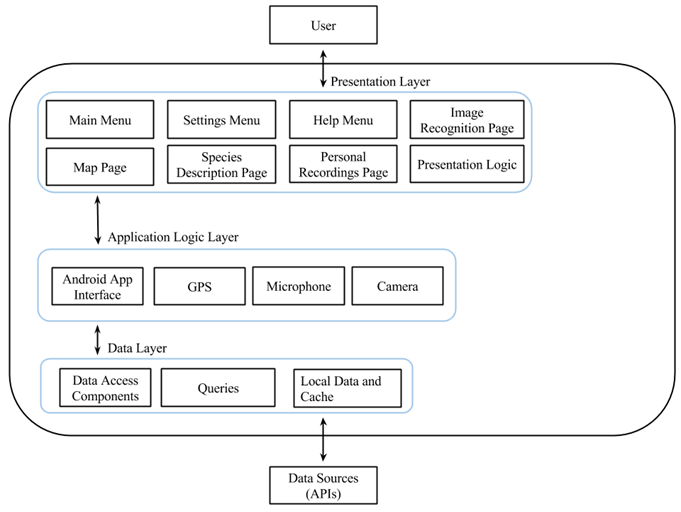 User
Presentation Layer
Main Menu
Settings Menu
Help Menu
Image
Recognition Page
Map Page
Species
Description Page
Personal
Recordings Page
Presentation Logic
Application Logic Layer
Android App
Interface
GPS
Microphone
Camera
Data Layer
Data Access
Components
Queries
Local Data and
Cache
Data Sources
(APIs)